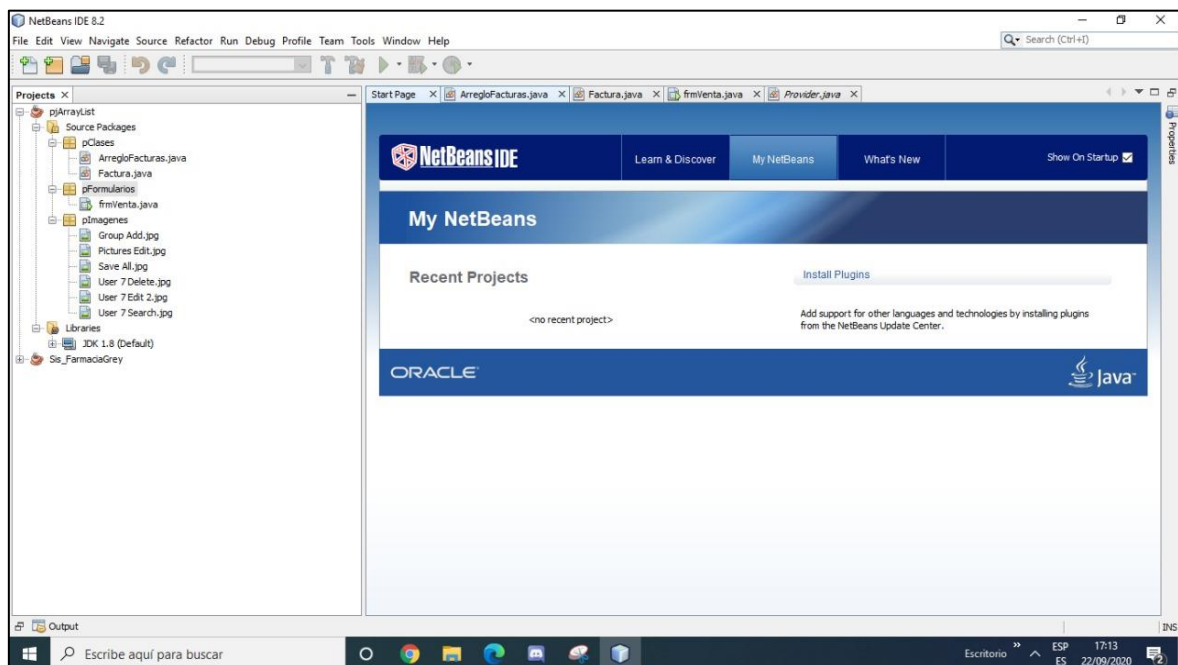 NetBeans IDE 8.2
File Edit View Navigate Source Refactor Run Debug Profile Team Tools Window Help
Search (Ctrl+I)
Projects
Start Page
ArregloFacturas.java
Factura.java
frmVenta.java
Provider.java
Properties
pjArrayList
Source Packages
pClases
ArregloFacturas.java
Factura.java
pFormularios
frmVenta.java
pImagenes
Group Add.jpg
Pictures Edit.jpg
Save All.jpg
User 7 Delete.jpg
User 7 Edit 2.jpg
User 7 Search.jpg
Libraries
JDK 1.8 (Default)
Sis_FarmaciaGrey
NetBeans IDE
Learn & Discover
My NetBeans
What's New
Show On Startup
My NetBeans
Recent Projects
<no recent project>
Install Plugins
Add support for other languages and technologies by installing plugins
from the NetBeans Update Center.
ORACLE
Java
Output
INS
Escribe aquí para buscar
Escritorio
ESP
ES
17:13
22/09/2020
2